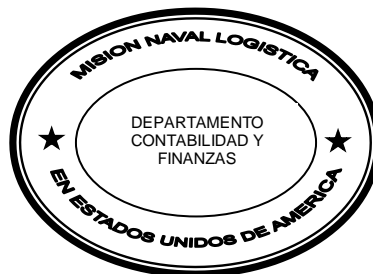 MISION NAVAL LOGISTICA
DEPARTAMENTO
CONTABILIDAD Y
FINANZAS
EN ESTADOS UNIDOS DE AMERICA